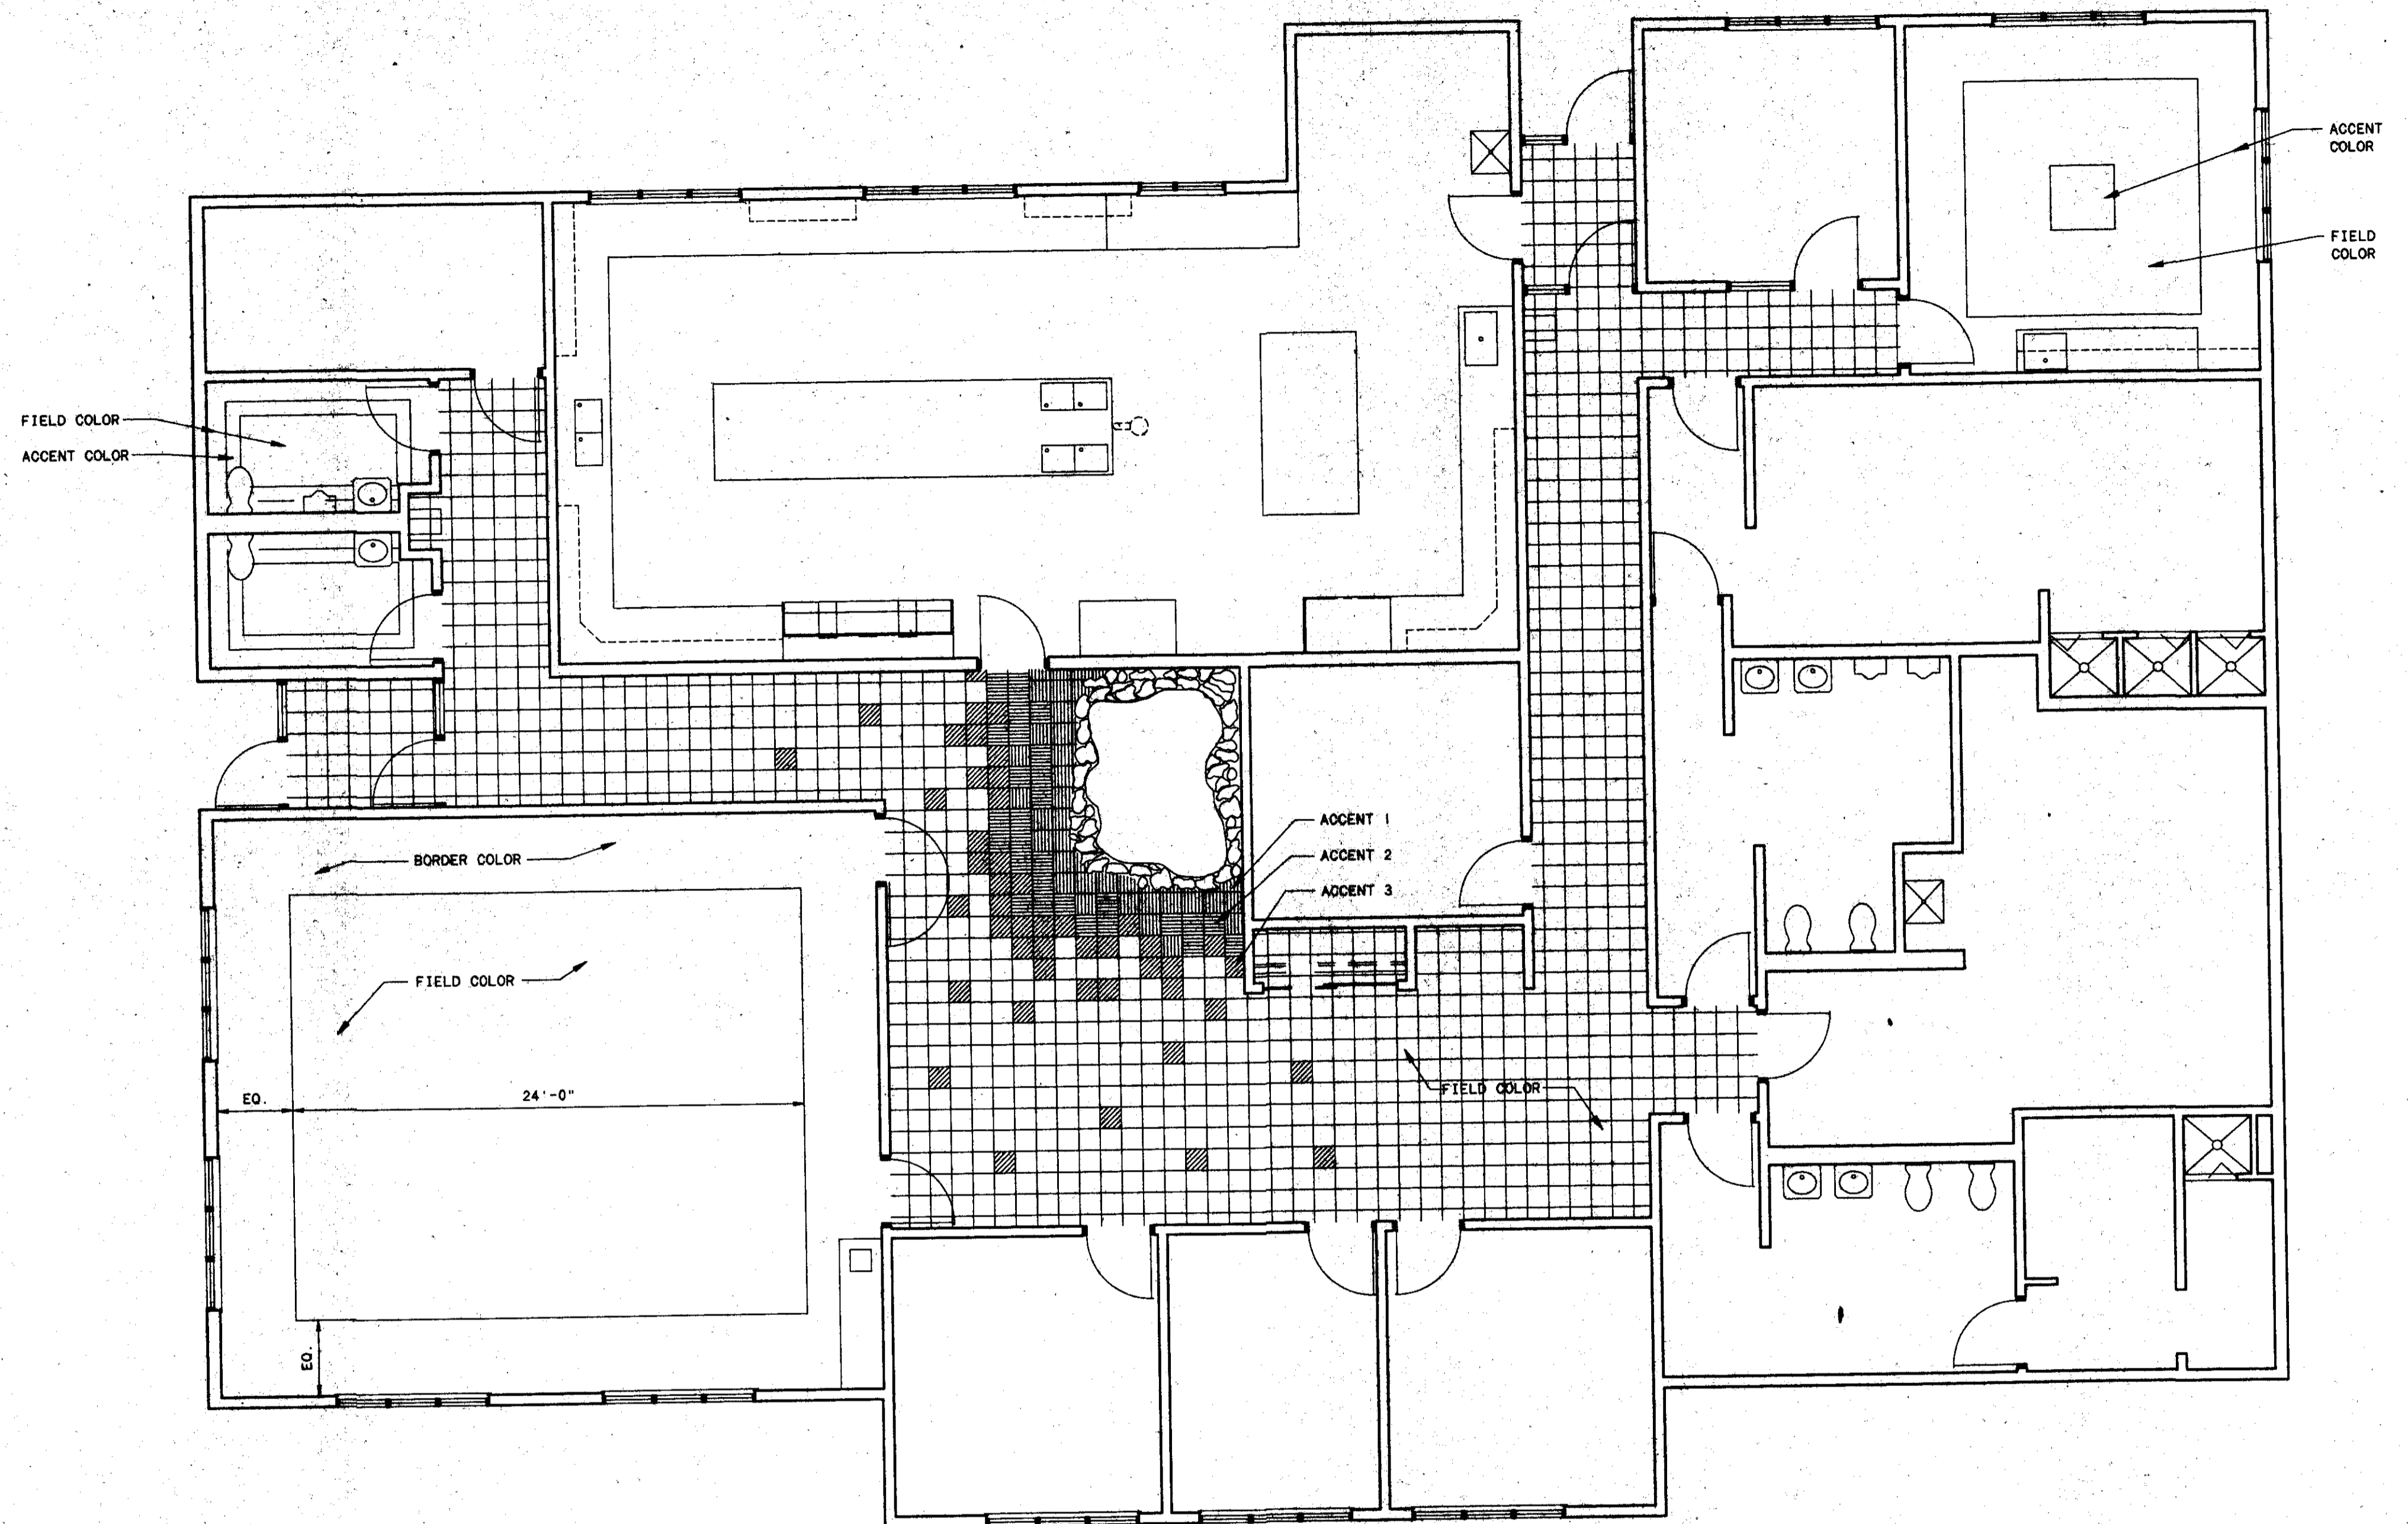 ACCENT
COLOR
FIELD
COLOR
FIELD COLOR
ACCENT COLOR
ACCENT 1
BORDER COLOR
ACCENT 2
ACCENT 3
FIELD COLOR
EQ.
24'-0"
FIELD COLOR
EQ.